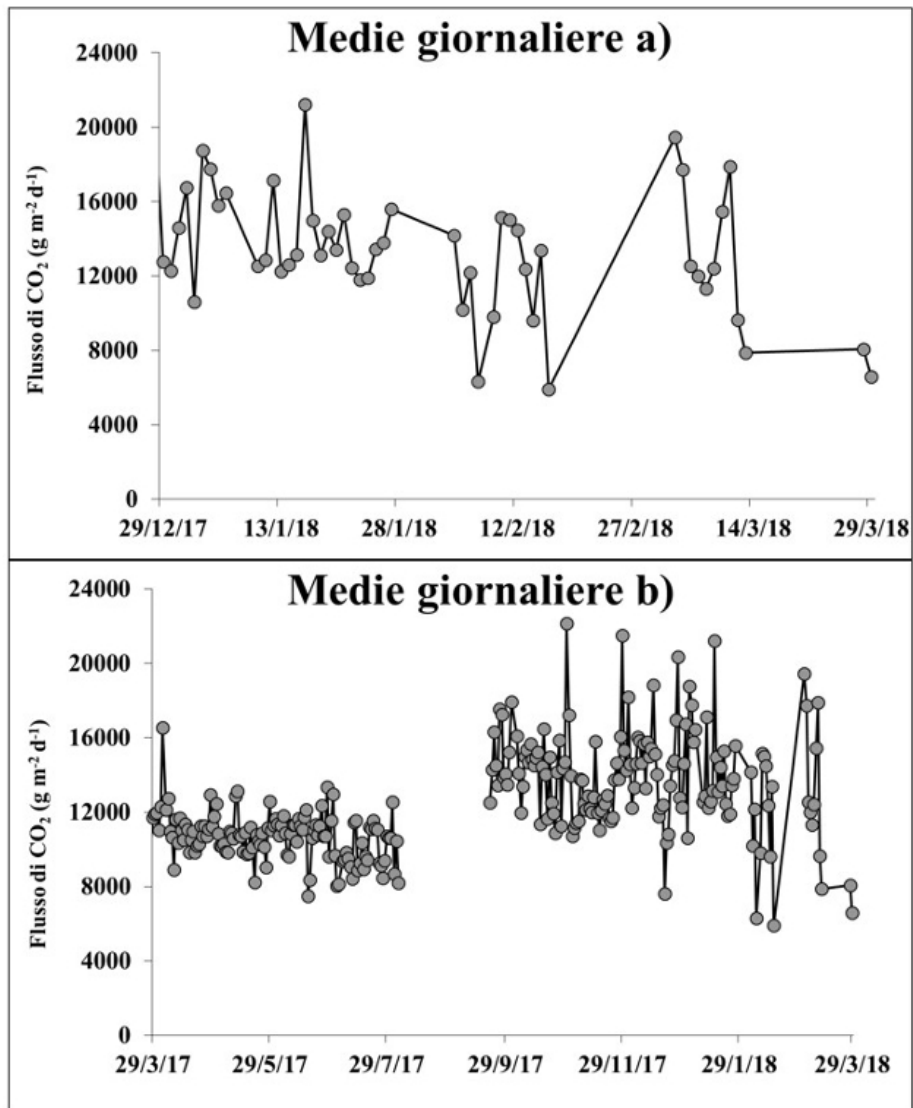 Medie giornaliere a)
24000
20000
16000
12000
8000
4000
0
Flusso di CO₂ (g m⁻² d⁻¹)
29/12/17 13/1/18 28/1/18 12/2/18 27/2/18 14/3/18 29/3/18
Medie giornaliere b)
24000
20000
16000
12000
8000
4000
0
Flusso di CO₂ (g m⁻² d⁻¹)
29/3/17 29/5/17 29/7/17 29/9/17 29/11/17 29/1/18 29/3/18